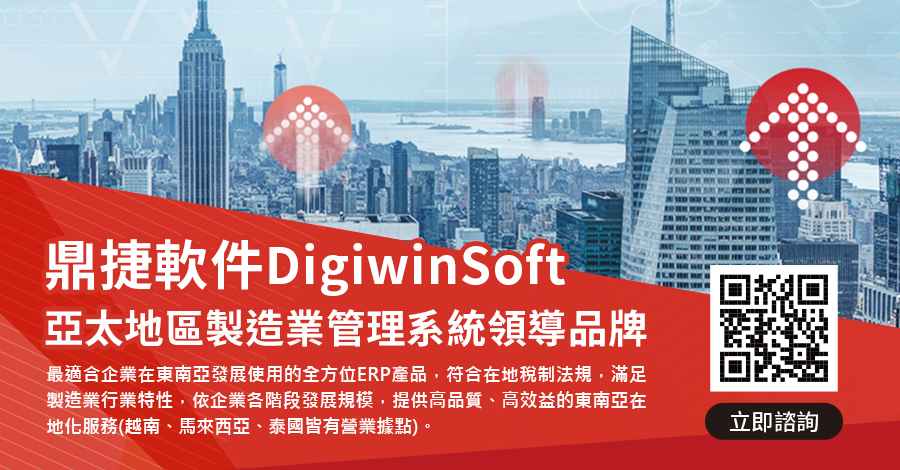 CESS
鼎捷軟件DigiwinSoft
亞太地區製造業管理系統領導品牌
最適合企業在東南亞發展使用的全方位ERP產品，符合在地稅制法規，滿足
製造業行業特性，依企業各階段發展規模，提供高品質、高效益的東南亞在
地化服務(越南、馬來西亞、泰國皆有營業據點)。
立即諮詢